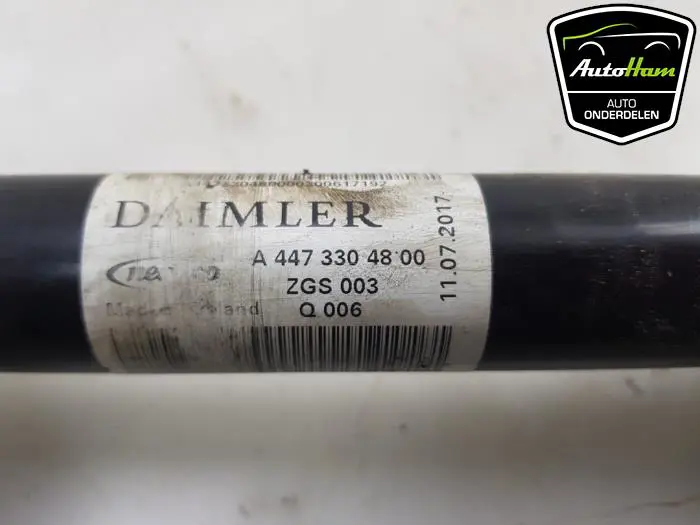 AutoHam
AUTO
ONDERDELEN
DAIMLER
A 447 330 48 00
ZGS 003
Q 006
11.07.2017